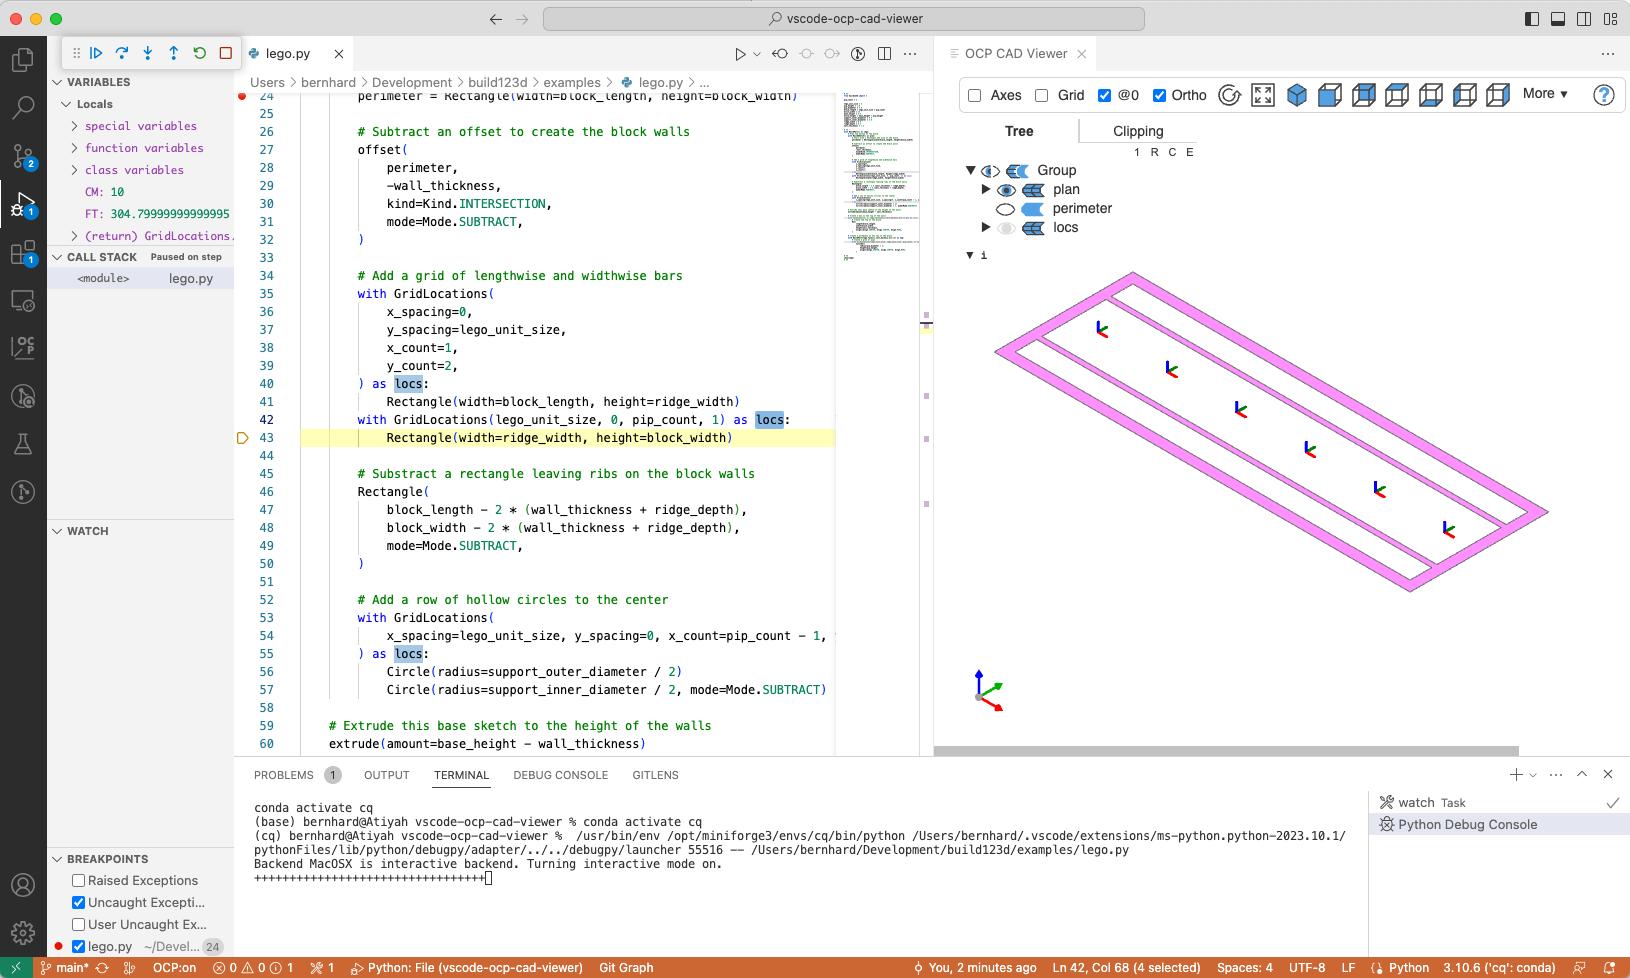 vscode-ocp-cad-viewer
lego.py
OCP CAD Viewer
Users > bernhard > Development > build123d > examples > lego.py > ...
VARIABLES
Locals
special variables
function variables
class variables
CM: 10
FT: 304.79999999999995
(return) GridLocations.
CALL STACK Paused on step
<module> lego.py
WATCH
BREAKPOINTS
Raised Exceptions
Uncaught Excepti...
User Uncaught Ex...
lego.py ~/Devel... 24
2
1
1
OCP
24 perimeter = Rectangle(width=block_length, height=block_width)
25
26 # Subtract an offset to create the block walls
27 offset(
28 perimeter,
29 -wall_thickness,
30 kind=Kind.INTERSECTION,
31 mode=Mode.SUBTRACT,
32 )
33
34 # Add a grid of lengthwise and widthwise bars
35 with GridLocations(
36 x_spacing=0,
37 y_spacing=lego_unit_size,
38 x_count=1,
39 y_count=2,
40 ) as locs:
41 Rectangle(width=block_length, height=ridge_width)
42 with GridLocations(lego_unit_size, 0, pip_count, 1) as locs:
43 Rectangle(width=ridge_width, height=block_width)
44
45 # Substract a rectangle leaving ribs on the block walls
46 Rectangle(
47 block_length - 2 * (wall_thickness + ridge_depth),
48 block_width - 2 * (wall_thickness + ridge_depth),
49 mode=Mode.SUBTRACT,
50 )
51
52 # Add a row of hollow circles to the center
53 with GridLocations(
54 x_spacing=lego_unit_size, y_spacing=0, x_count=pip_count - 1,
55 ) as locs:
56 Circle(radius=support_outer_diameter / 2)
57 Circle(radius=support_inner_diameter / 2, mode=Mode.SUBTRACT)
58
59 # Extrude this base sketch to the height of the walls
60 extrude(amount=base_height - wall_thickness)
Axes Grid @0 Ortho More ?
Tree Clipping
1 R C E
Group
plan
perimeter
locs
i
PROBLEMS 1 OUTPUT TERMINAL DEBUG CONSOLE GITLENS
conda activate cq
(base) bernhard@Atiyah vscode-ocp-cad-viewer % conda activate cq
(cq) bernhard@Atiyah vscode-ocp-cad-viewer % /usr/bin/env /opt/miniforge3/envs/cq/bin/python /Users/bernhard/.vscode/extensions/ms-python.python-2023.10.1/
pythonFiles/lib/python/debugpy/adapter/../../debugpy/launcher 55516 -- /Users/bernhard/Development/build123d/examples/lego.py
Backend MacOSX is interactive backend. Turning interactive mode on.
+++++++++++++++++++++++++++++++++
watch Task
Python Debug Console
main* OCP:on 0 0 1 1 Python: File (vscode-ocp-cad-viewer) Git Graph You, 2 minutes ago Ln 42, Col 68 (4 selected) Spaces: 4 UTF-8 LF Python 3.10.6 ('cq': conda)